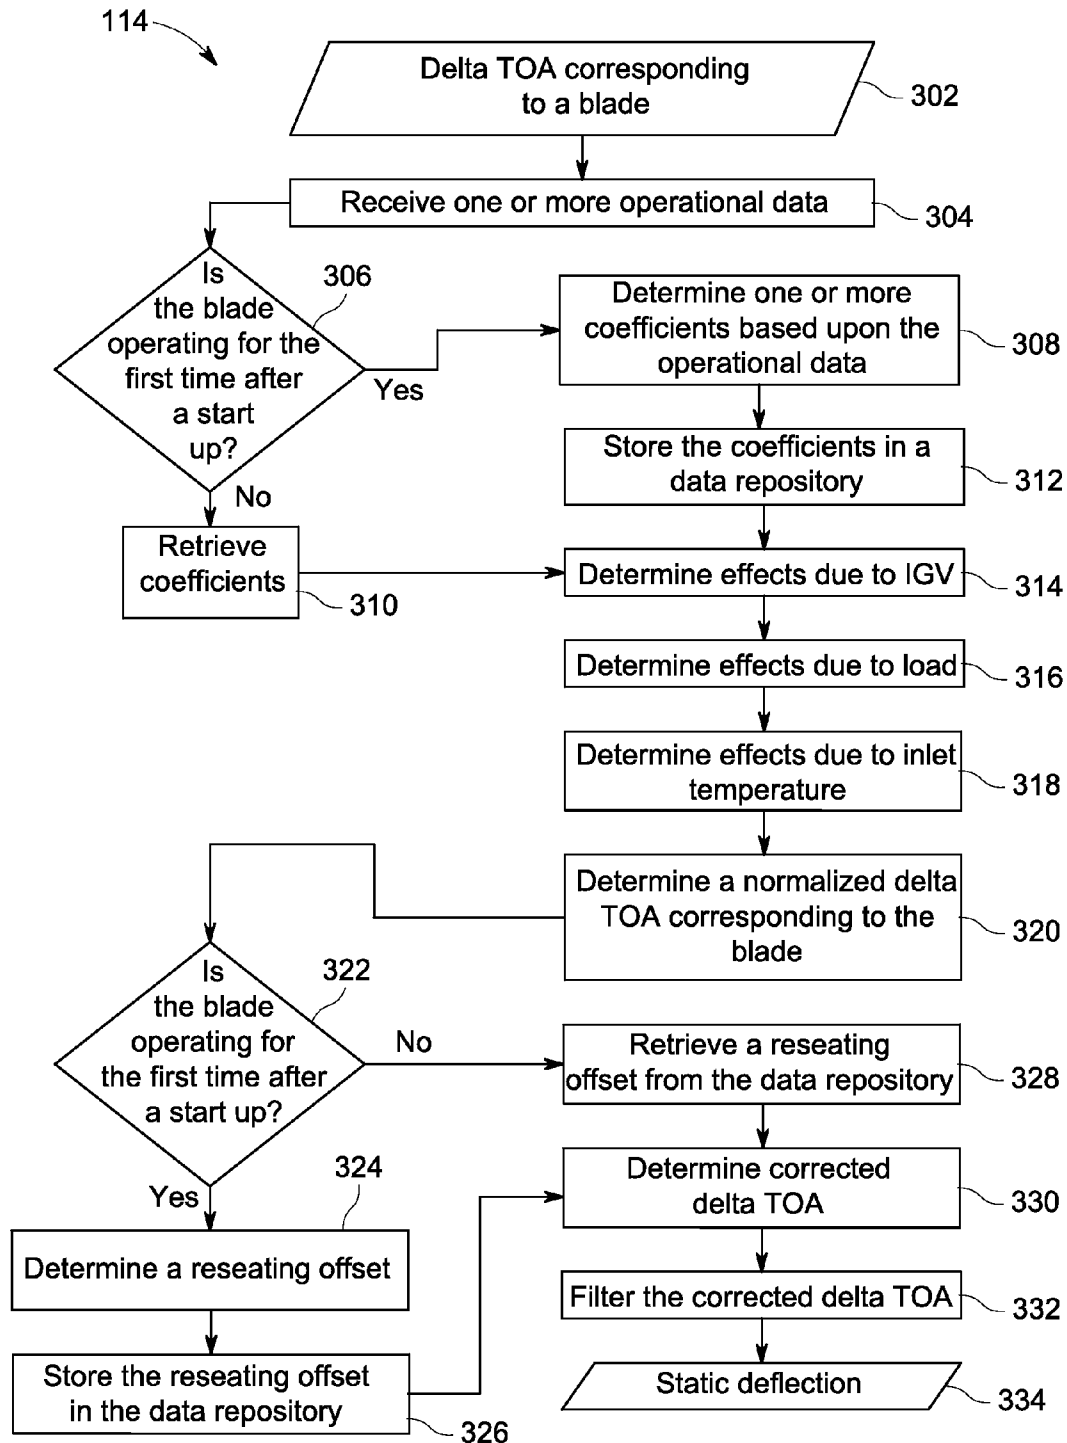 114
Delta TOA corresponding
to a blade
302
Receive one or more operational data
304
Is
the blade
operating for the
first time after
a start
up?
306
Yes
No
Determine one or more
coefficients based upon the
operational data
308
Store the coefficients in a
data repository
312
Retrieve
coefficients
310
Determine effects due to IGV
314
Determine effects due to load
316
Determine effects due to inlet
temperature
318
Determine a normalized delta
TOA corresponding to the
blade
320
Is
the blade
operating for
the first time after
a start up?
322
No
Yes
Retrieve a reseating
offset from the data repository
328
324
Determine a reseating offset
Determine corrected
delta TOA
330
Store the reseating offset
in the data repository
326
Filter the corrected delta TOA
332
Static deflection
334